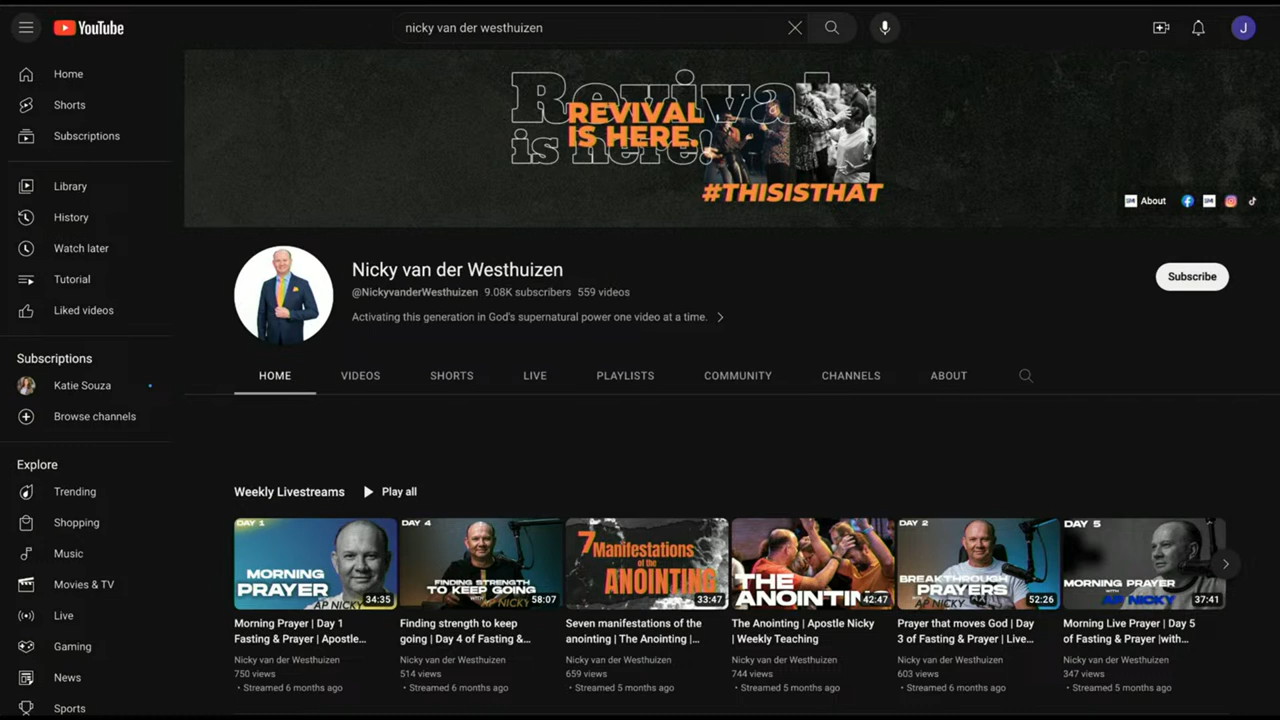 YouTube
nicky van der westhuizen
J
Home
Shorts
Subscriptions
Library
History
Watch later
Tutorial
Liked videos
Subscriptions
Katie Souza
Browse channels
Explore
Trending
Shopping
Music
Movies & TV
Live
Gaming
News
Sports
Revival
is here!
REVIVAL
IS HERE.
#THISISTHAT
About
Nicky van der Westhuizen
@NickyvanderWesthuizen 9.08K subscribers 559 videos
Activating this generation in God's supernatural power one video at a time.
Subscribe
HOME VIDEOS SHORTS LIVE PLAYLISTS COMMUNITY CHANNELS ABOUT
Weekly Livestreams Play all
DAY 1
MORNING
PRAYER
AP NICKY
34:35
Morning Prayer | Day 1
Fasting & Prayer | Apostle...
Nicky van der Westhuizen
750 views
• Streamed 6 months ago
DAY 4
FINDING STRENGTH
TO KEEP GOING
WITH AP NICKY
58:07
Finding strength to keep
going | Day 4 of Fasting &...
Nicky van der Westhuizen
514 views
• Streamed 6 months ago
7 Manifestations
of the
ANOINTING
33:47
Seven manifestations of the
anointing | The Anointing |...
Nicky van der Westhuizen
659 views
• Streamed 5 months ago
THE
ANOINTIN
42:47
The Anointing | Apostle Nicky
| Weekly Teaching
Nicky van der Westhuizen
744 views
• Streamed 5 months ago
DAY 2
BREAKTHROUGH
PRAYERS
WITH AP NICKY
52:26
Prayer that moves God | Day
3 of Fasting & Prayer | Live...
Nicky van der Westhuizen
603 views
• Streamed 6 months ago
DAY 5
MORNING PRAYER
WITH
AP NICKY
37:41
Morning Live Prayer | Day 5
of Fasting & Prayer |with...
Nicky van der Westhuizen
347 views
• Streamed 5 months ago